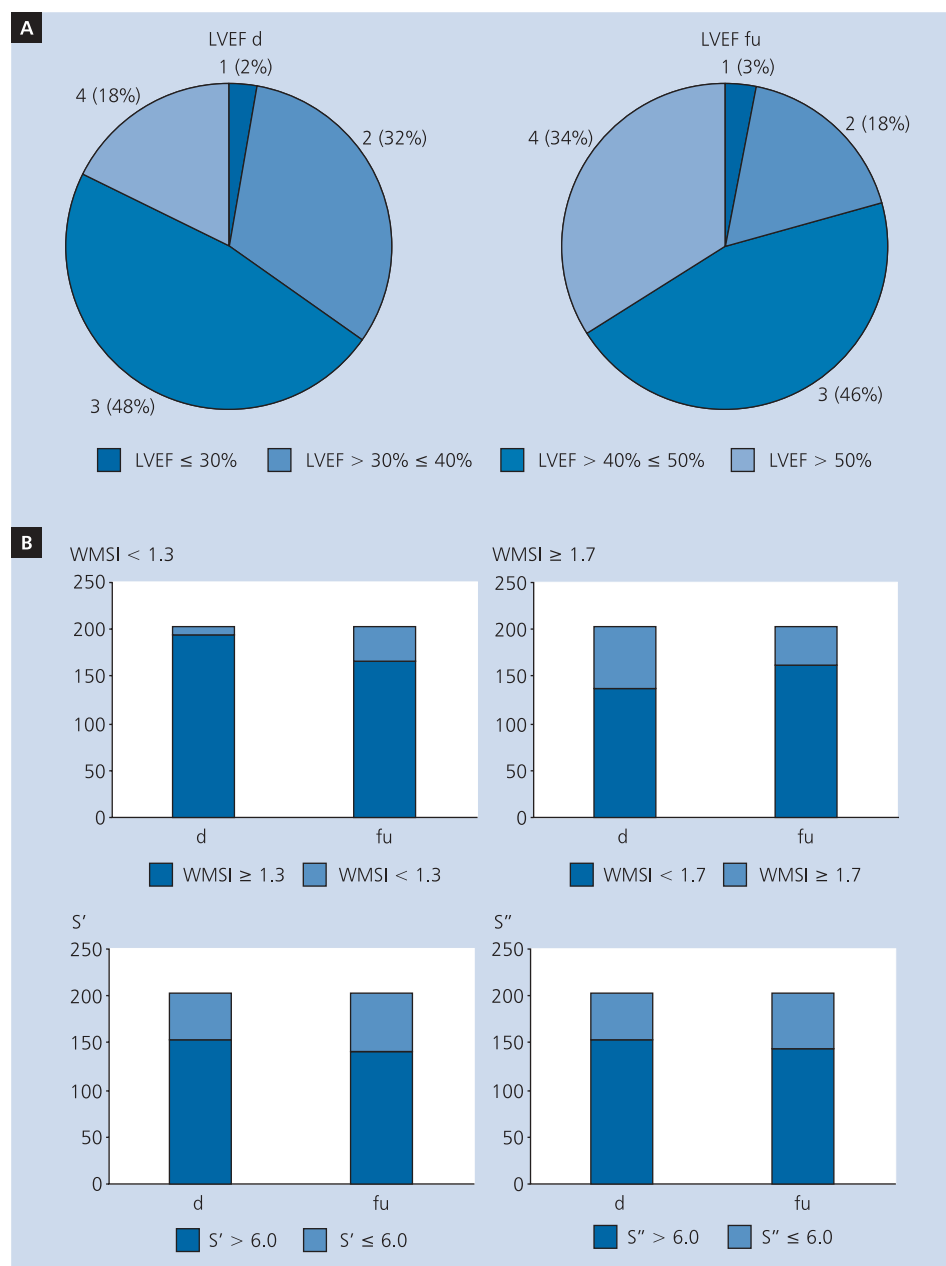 A
LVEF d
1 (2%)
2 (32%)
3 (48%)
4 (18%)
LVEF fu
1 (3%)
2 (18%)
3 (46%)
4 (34%)
LVEF ≤ 30%
LVEF > 30% ≤ 40%
LVEF > 40% ≤ 50%
LVEF > 50%
B
WMSI < 1.3
250
200
150
100
50
0
d
fu
WMSI ≥ 1.3
WMSI < 1.3
WMSI ≥ 1.7
250
200
150
100
50
0
d
fu
WMSI < 1.7
WMSI ≥ 1.7
S′
250
200
150
100
50
0
d
fu
S′ > 6.0
S′ ≤ 6.0
S″
250
200
150
100
50
0
d
fu
S″ > 6.0
S″ ≤ 6.0